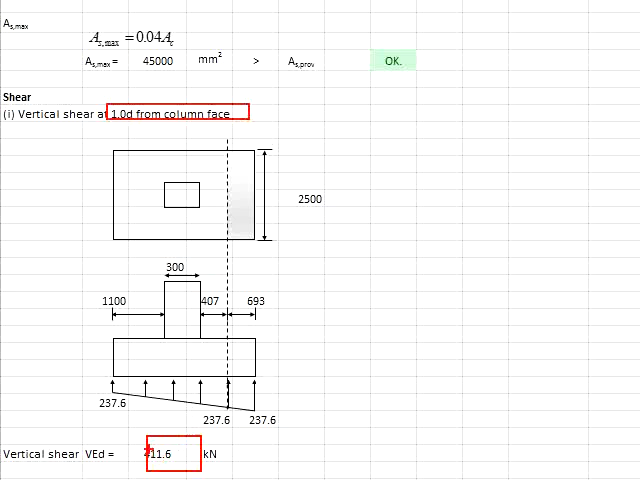 As,max
As,max = 0.04Ac
As,max = 45000 mm² > As,prov OK.
Shear
(i) Vertical shear at 1.0d from column face
2500
300
1100 407 693
237.6
237.6 237.6
Vertical shear VEd = 11.6 kN